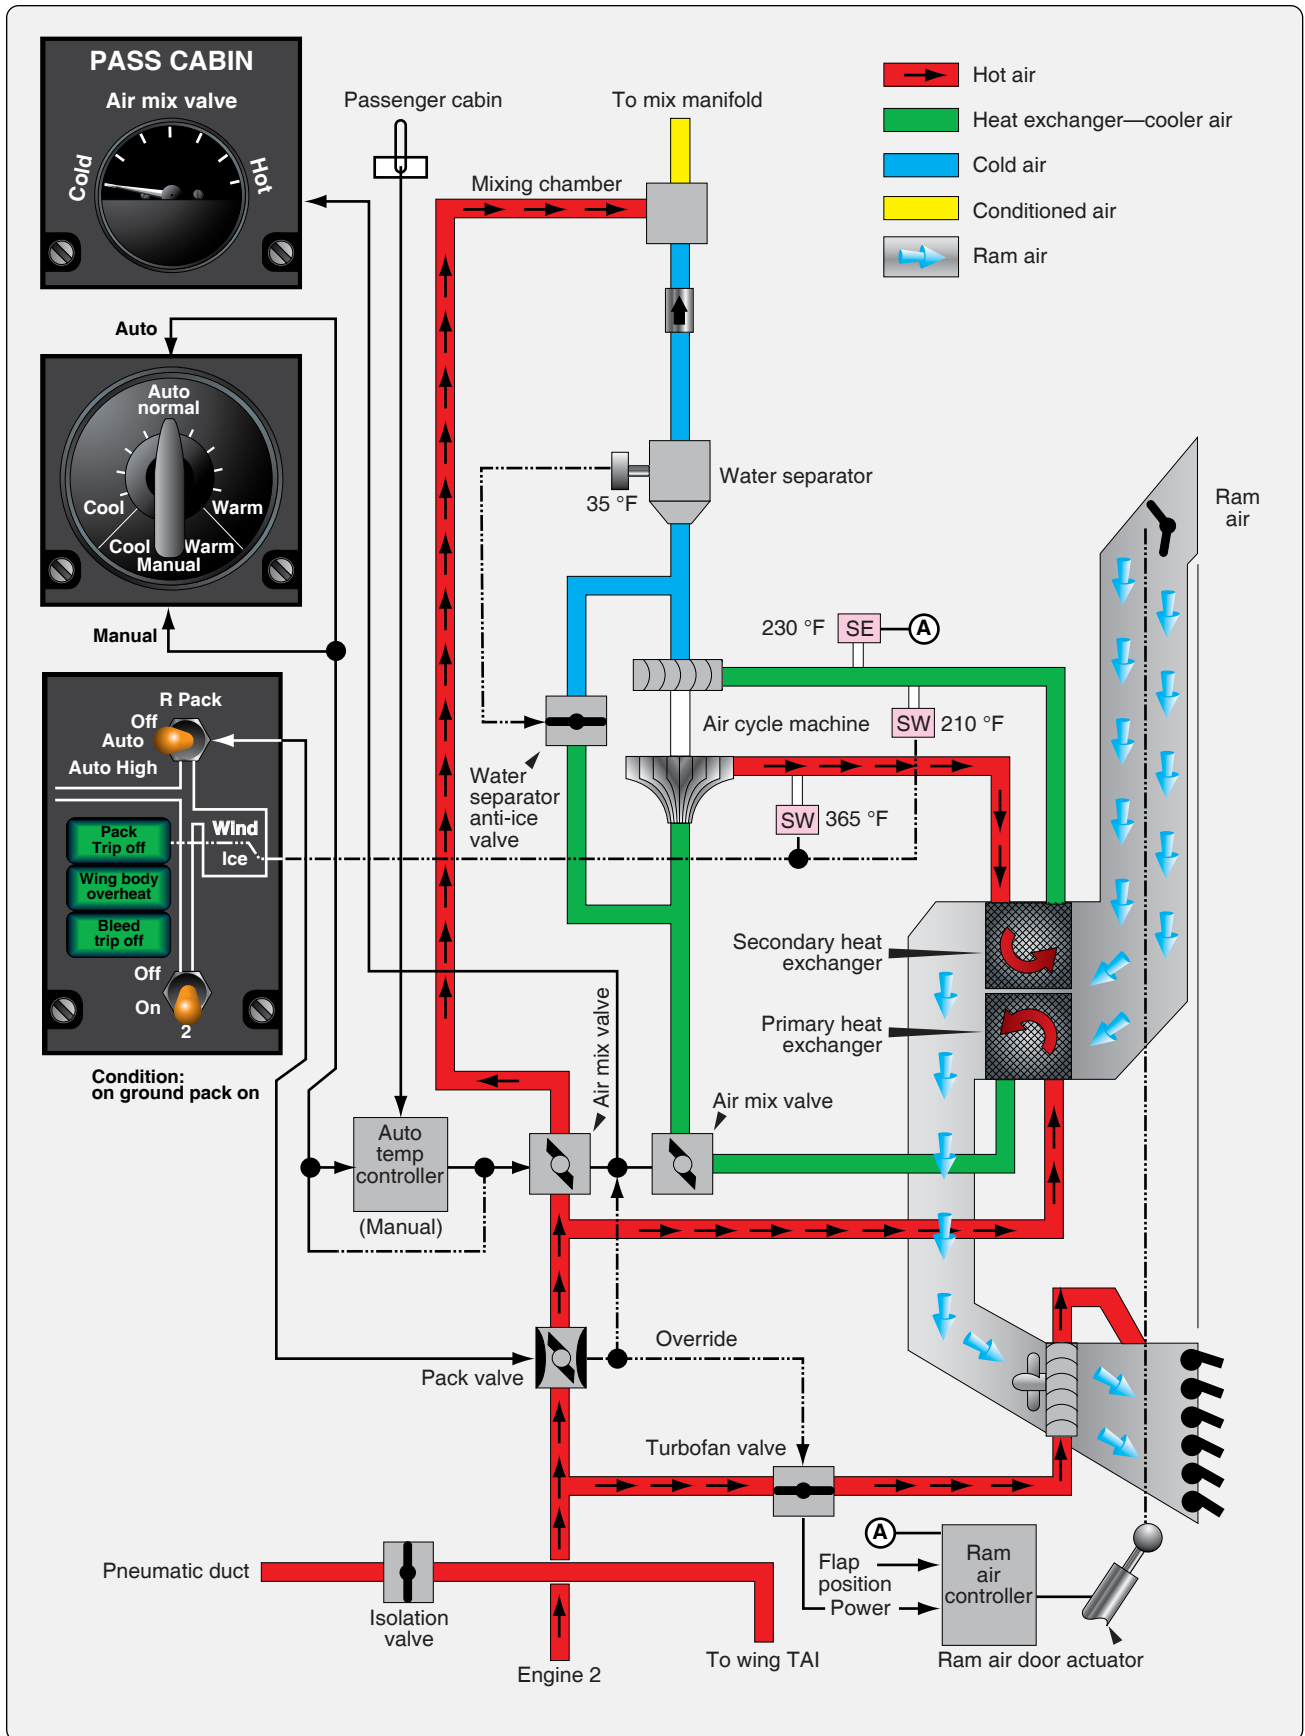 PASS CABIN
Air mix valve
Cold
Hot
Passenger cabin
To mix manifold
Hot air
Heat exchanger—cooler air
Cold air
Conditioned air
Ram air
Mixing chamber
Auto
Auto
normal
Cool
Warm
Cool
Warm
Manual
Manual
35 °F
Water separator
Ram
air
230 °F
SE
A
SW
210 °F
Air cycle machine
R Pack
Off
Auto
Auto High
Water
separator
anti-ice
valve
SW
365 °F
Pack
Trip off
Wind
Ice
Wing body
overheat
Bleed
trip off
Off
On
2
Secondary heat
exchanger
Primary heat
exchanger
Condition:
on ground pack on
Air mix valve
Air mix valve
Auto
temp
controller
(Manual)
Override
Pack valve
Turbofan valve
A
Flap
position
Power
Ram
air
controller
Pneumatic duct
Isolation
valve
Engine 2
To wing TAI
Ram air door actuator